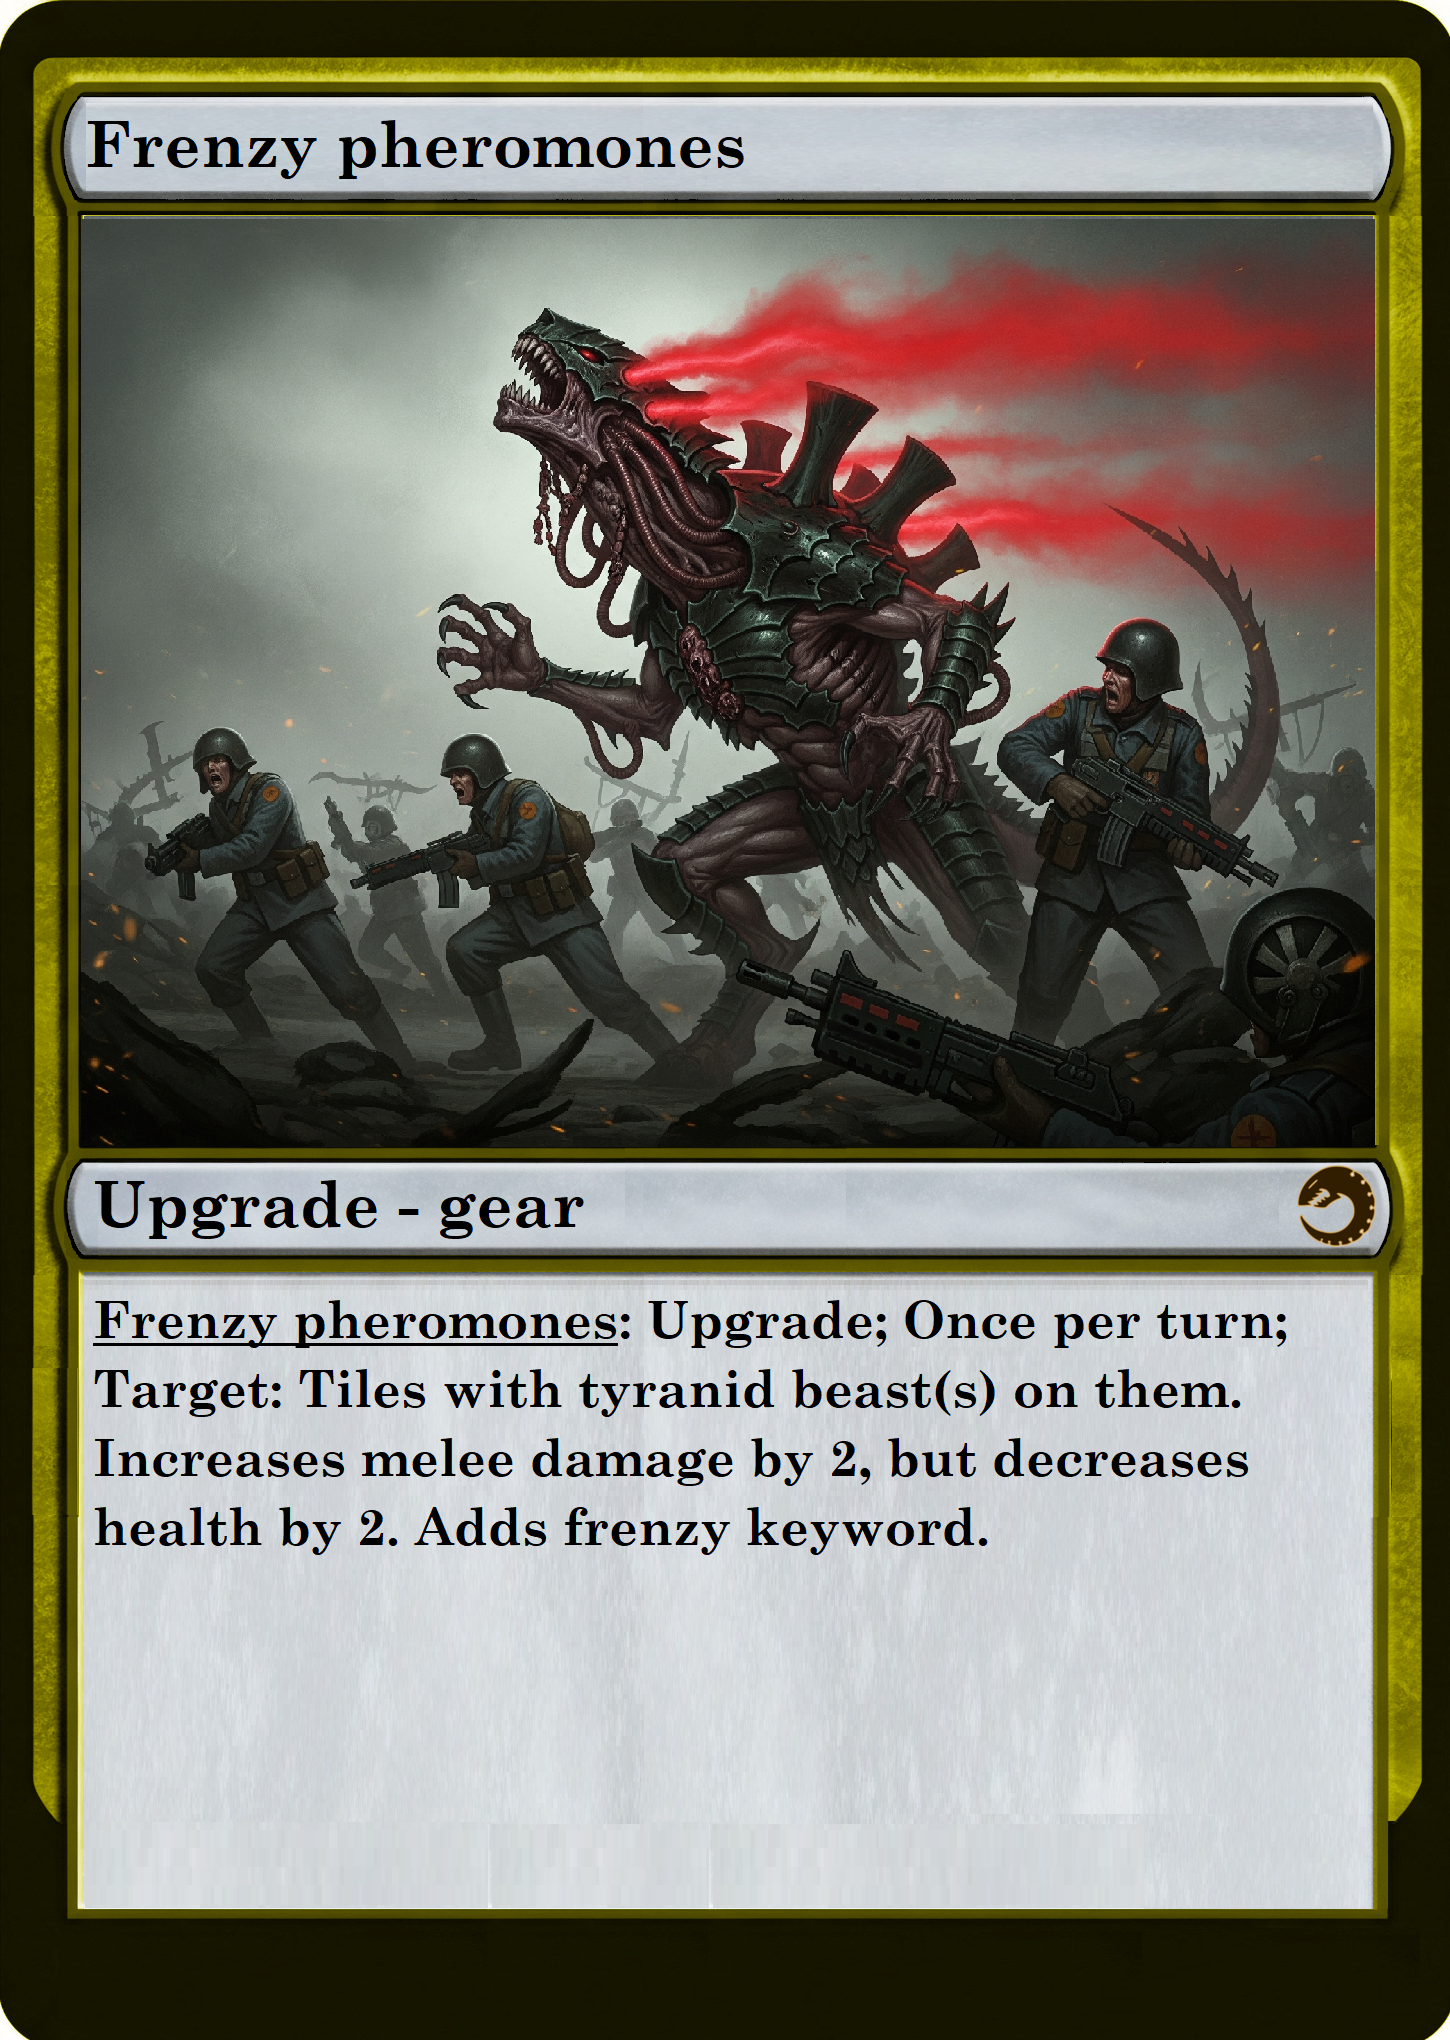 Frenzy pheromones
Upgrade - gear
Frenzy pheromones: Upgrade; Once per turn;
Target: Tiles with tyranid beast(s) on them.
Increases melee damage by 2, but decreases
health by 2. Adds frenzy keyword.